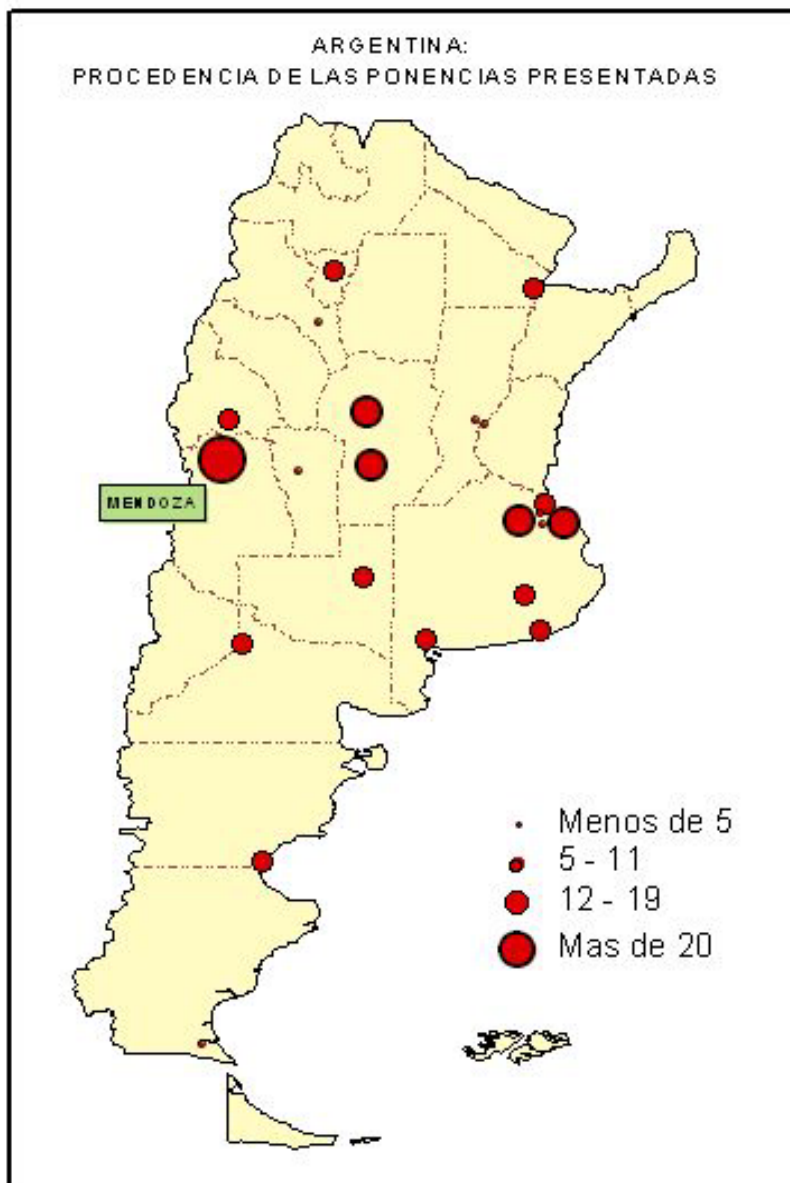 ARGENTINA:
PROCEDENCIA DE LAS PONENCIAS PRESENTADAS
MENDOZA
Menos de 5
5 - 11
12 - 19
Mas de 20